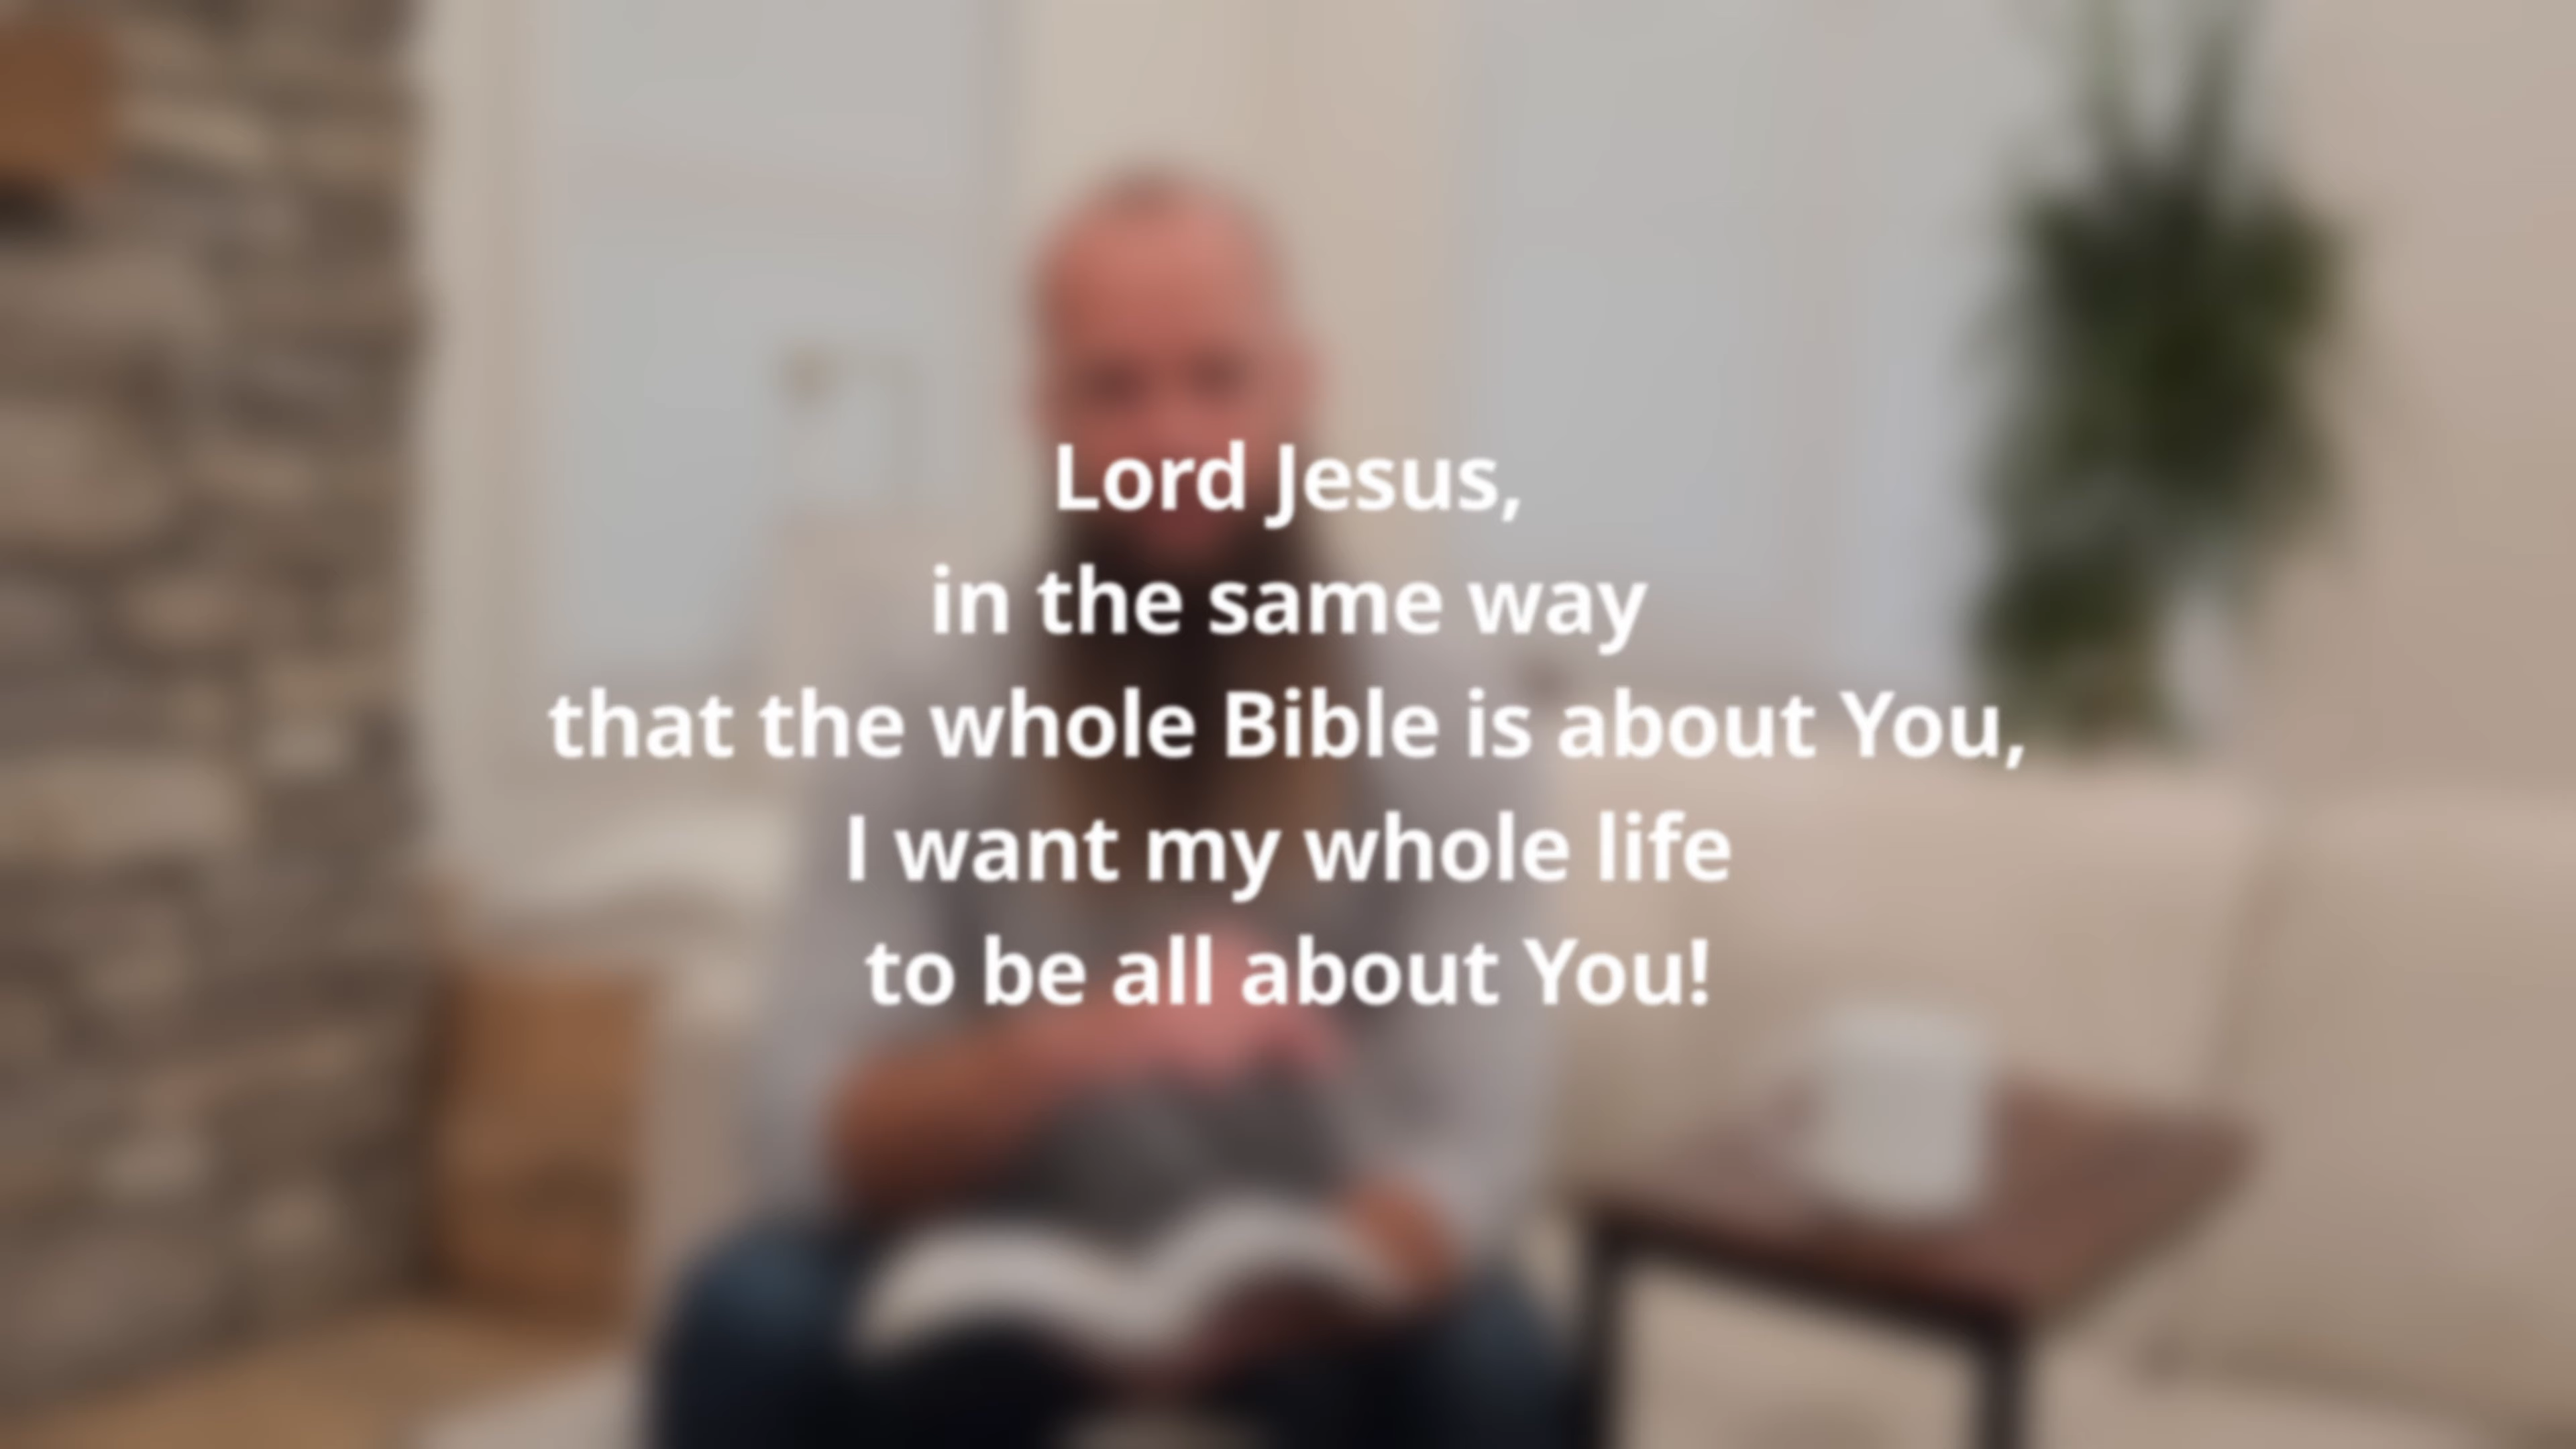 Lord Jesus,
in the same way
that the whole Bible is about You,
I want my whole life
to be all about You!